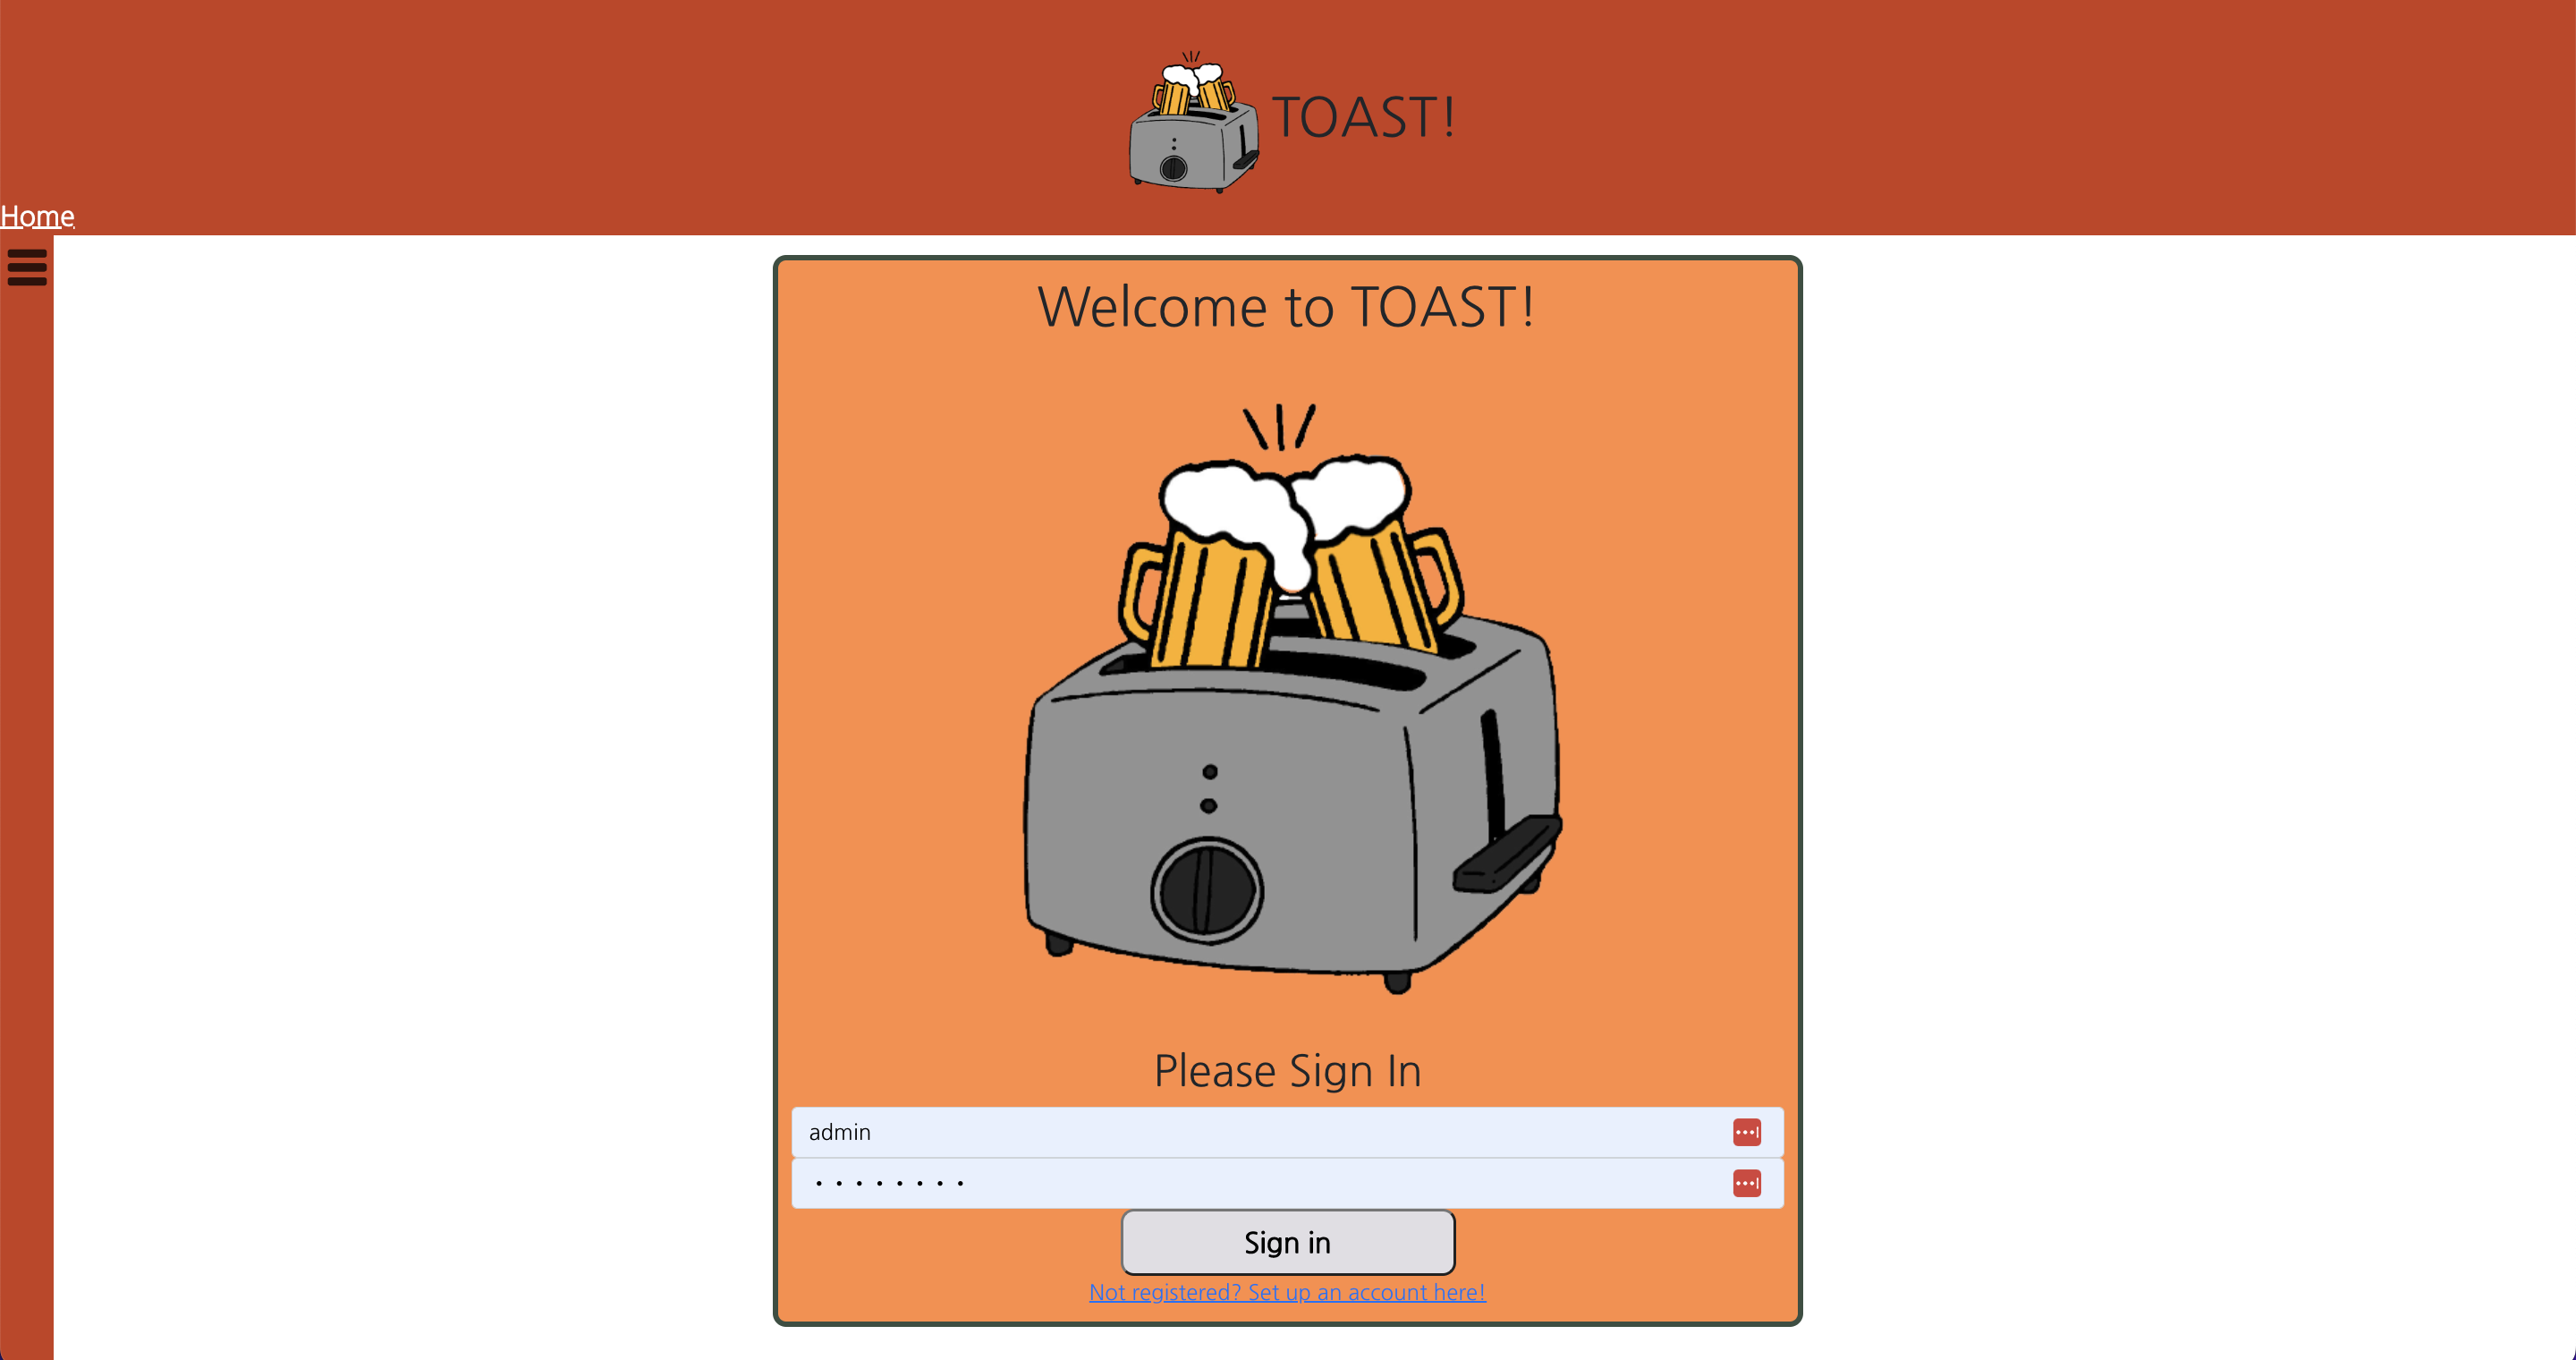 TOAST!
Home
Welcome to TOAST!
Please Sign In
admin
••••••••
Sign in
Not registered? Set up an account here!